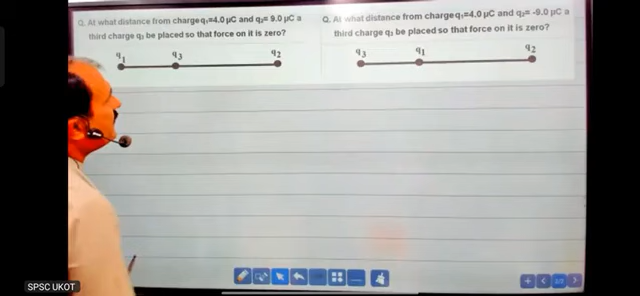 Q. At what distance from charge q₁=4.0 μC and q₂= 9.0 μC a
third charge q₃ be placed so that force on it is zero?
q₁ q₃ q₂
Q. At what distance from charge q₁=4.0 μC and q₂= -9.0 μC a
third charge q₃ be placed so that force on it is zero?
q₃ q₁ q₂
SPSC UKOT